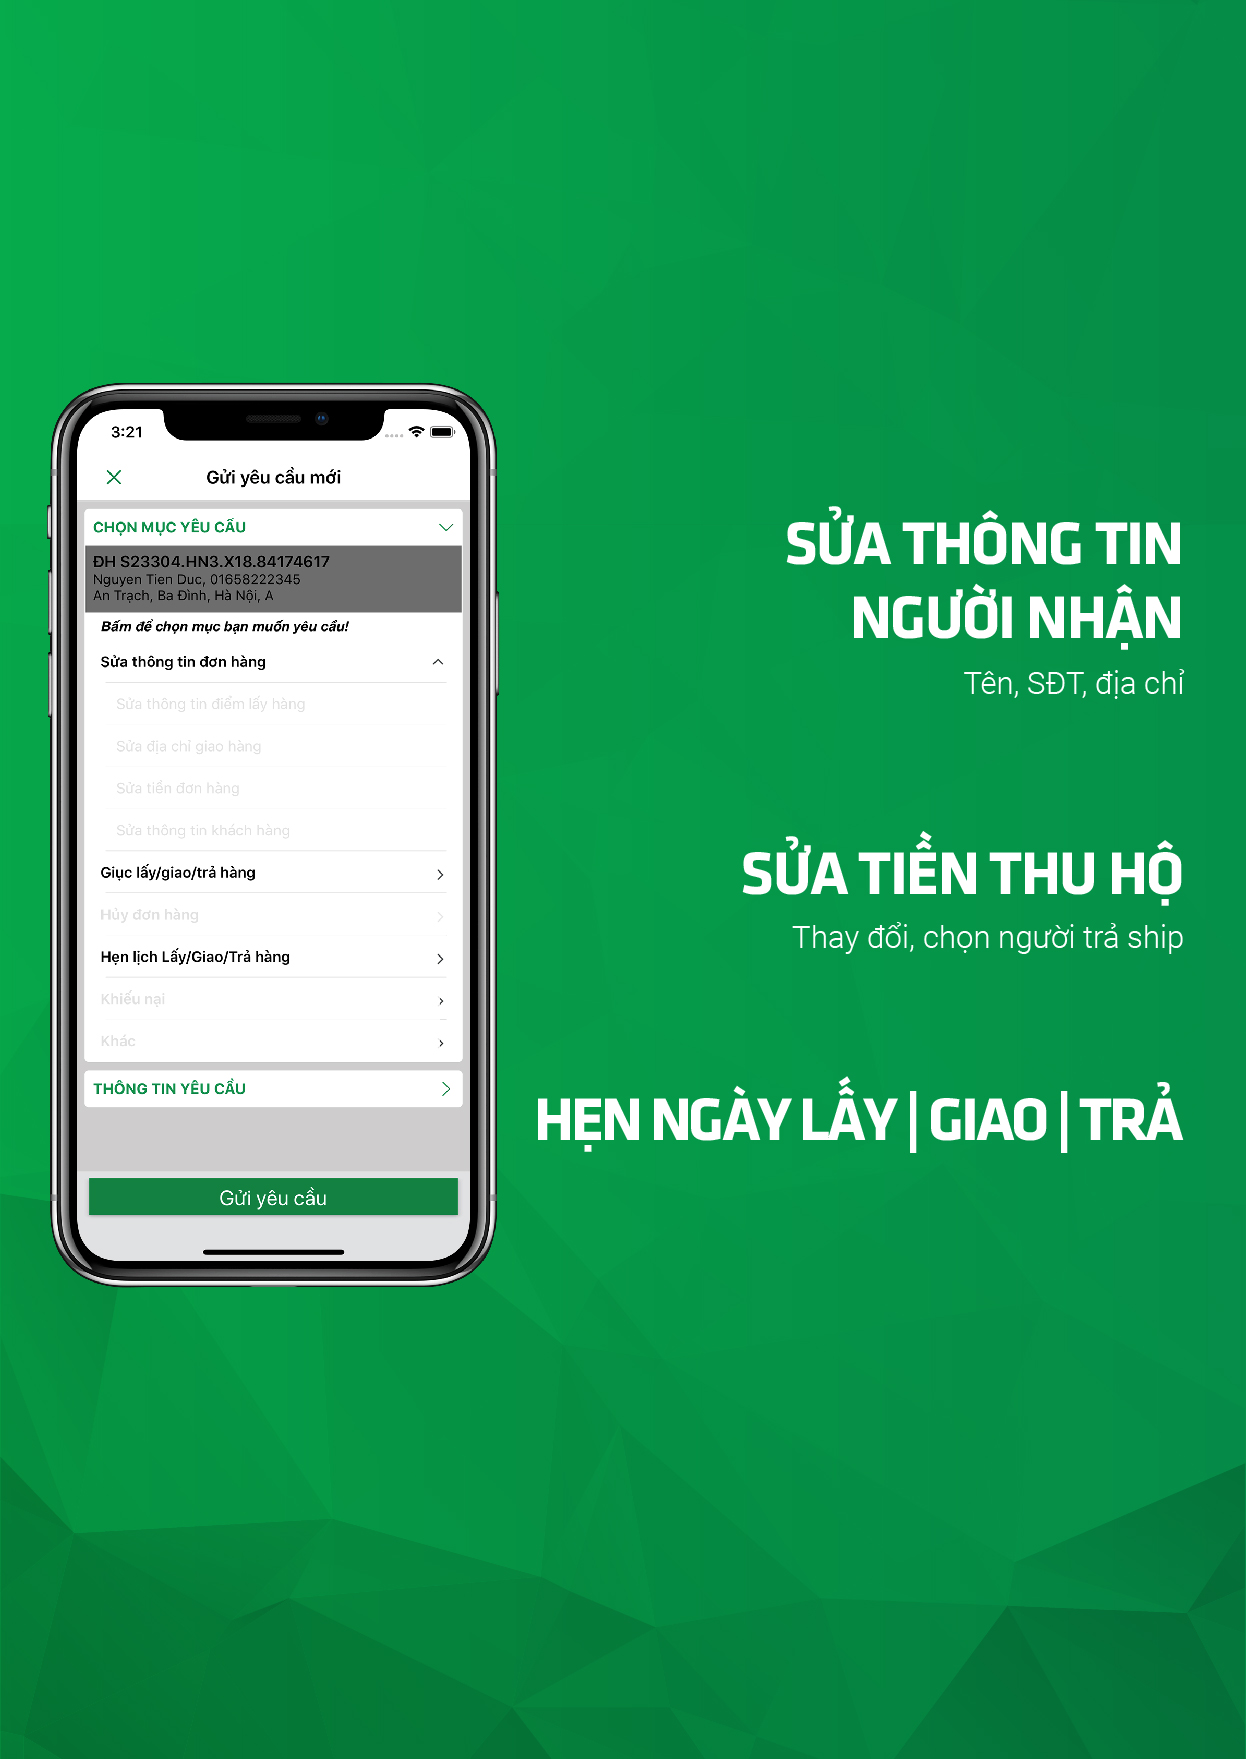 3:21
Gửi yêu cầu mới
CHỌN MỤC YÊU CẦU
ĐH S23304.HN3.X18.84174617
Nguyen Tien Duc, 01658222345
An Trạch, Ba Đình, Hà Nội, A
Bấm để chọn mục bạn muốn yêu cầu!
Sửa thông tin đơn hàng
Sửa thông tin điểm lấy hàng
Sửa địa chỉ giao hàng
Sửa tiền đơn hàng
Sửa thông tin khách hàng
Giục lấy/giao/trả hàng
Hủy đơn hàng
Hẹn lịch Lấy/Giao/Trả hàng
Khiếu nại
Khác
THÔNG TIN YÊU CẦU
Gửi yêu cầu
SỬA THÔNG TIN
NGƯỜI NHẬN
Tên, SĐT, địa chỉ
SỬA TIỀN THU HỘ
Thay đổi, chọn người trả ship
HẸN NGÀY LẤY | GIAO | TRẢ